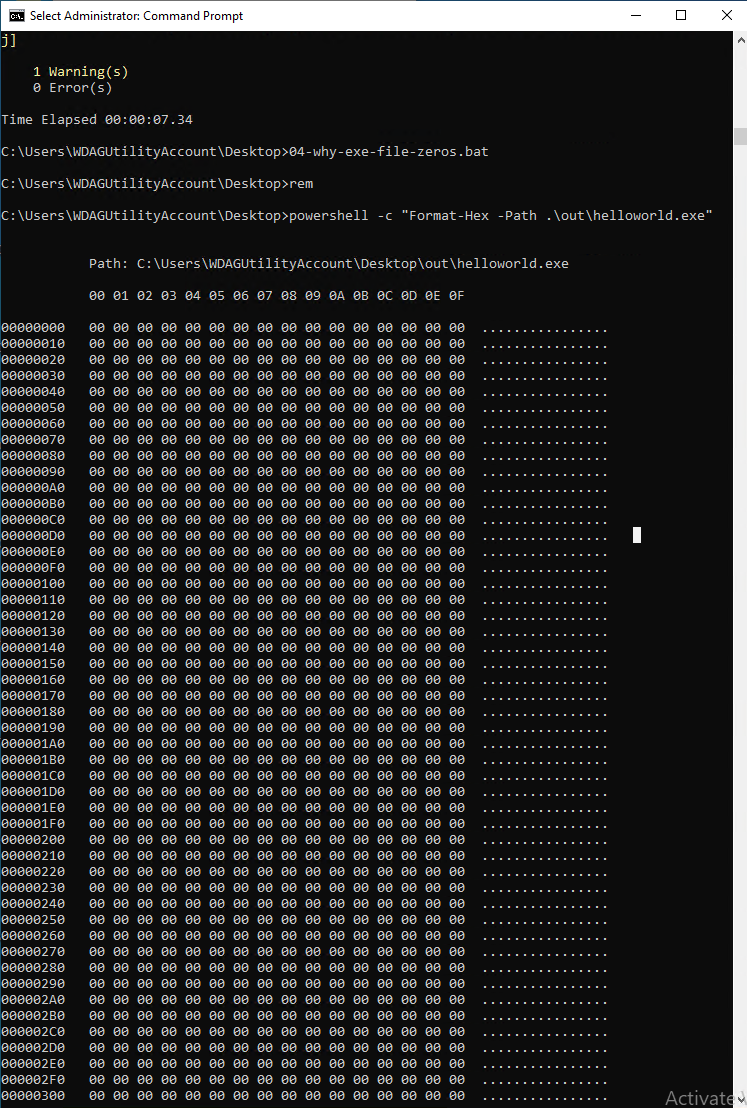 Select Administrator: Command Prompt
j]
1 Warning(s)
0 Error(s)
Time Elapsed 00:00:07.34
C:\Users\WDAGUtilityAccount\Desktop>04-why-exe-file-zeros.bat
C:\Users\WDAGUtilityAccount\Desktop>rem
C:\Users\WDAGUtilityAccount\Desktop>powershell -c "Format-Hex -Path .\out\helloworld.exe"
Path: C:\Users\WDAGUtilityAccount\Desktop\out\helloworld.exe
00 01 02 03 04 05 06 07 08 09 0A 0B 0C 0D 0E 0F
00000000 00 00 00 00 00 00 00 00 00 00 00 00 00 00 00 00 ................
00000010 00 00 00 00 00 00 00 00 00 00 00 00 00 00 00 00 ................
00000020 00 00 00 00 00 00 00 00 00 00 00 00 00 00 00 00 ................
00000030 00 00 00 00 00 00 00 00 00 00 00 00 00 00 00 00 ................
00000040 00 00 00 00 00 00 00 00 00 00 00 00 00 00 00 00 ................
00000050 00 00 00 00 00 00 00 00 00 00 00 00 00 00 00 00 ................
00000060 00 00 00 00 00 00 00 00 00 00 00 00 00 00 00 00 ................
00000070 00 00 00 00 00 00 00 00 00 00 00 00 00 00 00 00 ................
00000080 00 00 00 00 00 00 00 00 00 00 00 00 00 00 00 00 ................
00000090 00 00 00 00 00 00 00 00 00 00 00 00 00 00 00 00 ................
000000A0 00 00 00 00 00 00 00 00 00 00 00 00 00 00 00 00 ................
000000B0 00 00 00 00 00 00 00 00 00 00 00 00 00 00 00 00 ................
000000C0 00 00 00 00 00 00 00 00 00 00 00 00 00 00 00 00 ................
000000D0 00 00 00 00 00 00 00 00 00 00 00 00 00 00 00 00 ................
000000E0 00 00 00 00 00 00 00 00 00 00 00 00 00 00 00 00 ................
000000F0 00 00 00 00 00 00 00 00 00 00 00 00 00 00 00 00 ................
00000100 00 00 00 00 00 00 00 00 00 00 00 00 00 00 00 00 ................
00000110 00 00 00 00 00 00 00 00 00 00 00 00 00 00 00 00 ................
00000120 00 00 00 00 00 00 00 00 00 00 00 00 00 00 00 00 ................
00000130 00 00 00 00 00 00 00 00 00 00 00 00 00 00 00 00 ................
00000140 00 00 00 00 00 00 00 00 00 00 00 00 00 00 00 00 ................
00000150 00 00 00 00 00 00 00 00 00 00 00 00 00 00 00 00 ................
00000160 00 00 00 00 00 00 00 00 00 00 00 00 00 00 00 00 ................
00000170 00 00 00 00 00 00 00 00 00 00 00 00 00 00 00 00 ................
00000180 00 00 00 00 00 00 00 00 00 00 00 00 00 00 00 00 ................
00000190 00 00 00 00 00 00 00 00 00 00 00 00 00 00 00 00 ................
000001A0 00 00 00 00 00 00 00 00 00 00 00 00 00 00 00 00 ................
000001B0 00 00 00 00 00 00 00 00 00 00 00 00 00 00 00 00 ................
000001C0 00 00 00 00 00 00 00 00 00 00 00 00 00 00 00 00 ................
000001D0 00 00 00 00 00 00 00 00 00 00 00 00 00 00 00 00 ................
000001E0 00 00 00 00 00 00 00 00 00 00 00 00 00 00 00 00 ................
000001F0 00 00 00 00 00 00 00 00 00 00 00 00 00 00 00 00 ................
00000200 00 00 00 00 00 00 00 00 00 00 00 00 00 00 00 00 ................
00000210 00 00 00 00 00 00 00 00 00 00 00 00 00 00 00 00 ................
00000220 00 00 00 00 00 00 00 00 00 00 00 00 00 00 00 00 ................
00000230 00 00 00 00 00 00 00 00 00 00 00 00 00 00 00 00 ................
00000240 00 00 00 00 00 00 00 00 00 00 00 00 00 00 00 00 ................
00000250 00 00 00 00 00 00 00 00 00 00 00 00 00 00 00 00 ................
00000260 00 00 00 00 00 00 00 00 00 00 00 00 00 00 00 00 ................
00000270 00 00 00 00 00 00 00 00 00 00 00 00 00 00 00 00 ................
00000280 00 00 00 00 00 00 00 00 00 00 00 00 00 00 00 00 ................
00000290 00 00 00 00 00 00 00 00 00 00 00 00 00 00 00 00 ................
000002A0 00 00 00 00 00 00 00 00 00 00 00 00 00 00 00 00 ................
000002B0 00 00 00 00 00 00 00 00 00 00 00 00 00 00 00 00 ................
000002C0 00 00 00 00 00 00 00 00 00 00 00 00 00 00 00 00 ................
000002D0 00 00 00 00 00 00 00 00 00 00 00 00 00 00 00 00 ................
000002E0 00 00 00 00 00 00 00 00 00 00 00 00 00 00 00 00 ................
000002F0 00 00 00 00 00 00 00 00 00 00 00 00 00 00 00 00 ................
00000300 00 00 00 00 00 00 00 00 00 00 00 00 00 00 00 00 ................
Activate